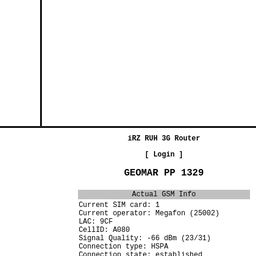 iRZ RUH 3G Router
[ Login ]
GEOMAR PP 1329
Actual GSM Info
Current SIM card: 1
Current operator: Megafon (25002)
LAC: 9CF
CellID: A080
Signal Quality: -66 dBm (23/31)
Connection type: HSPA
Connection state: established